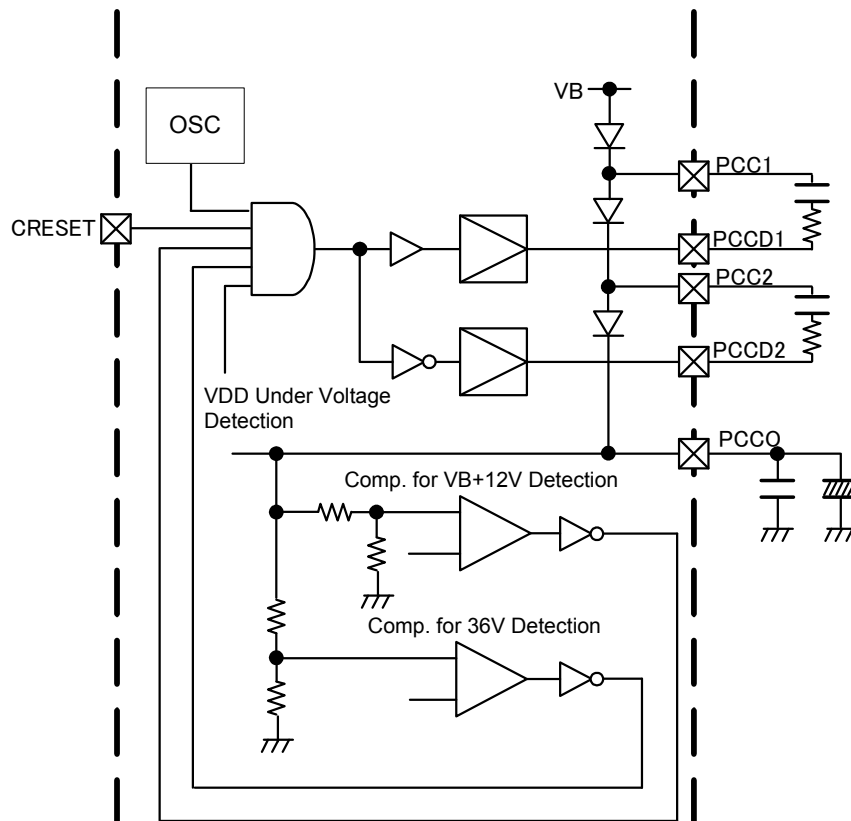 OSC
VB
PCC1
CRESET
PCCD1
PCC2
PCCD2
VDD Under Voltage
Detection
PCCO
Comp. for VB+12V Detection
Comp. for 36V Detection